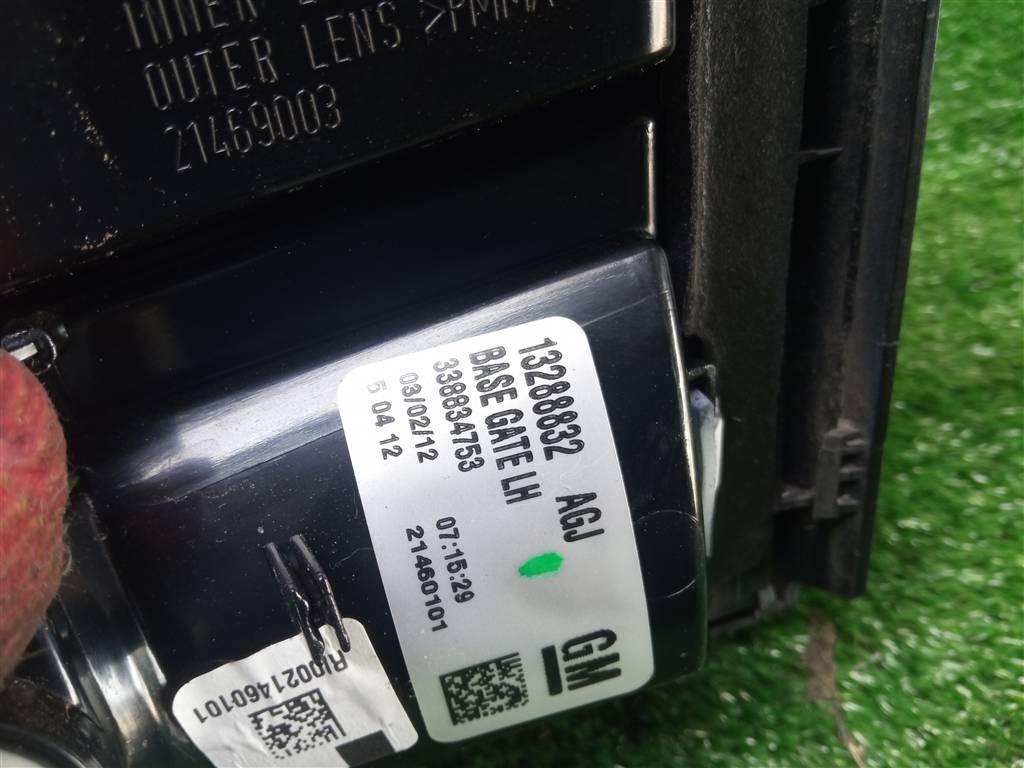 INNER
OUTER LENS >PMMA
21469003
13288832 AGJ
BASE GATE LH
338834753
03/02/12 07:15:29
5 04 12 21460101
GM
RI0021460101